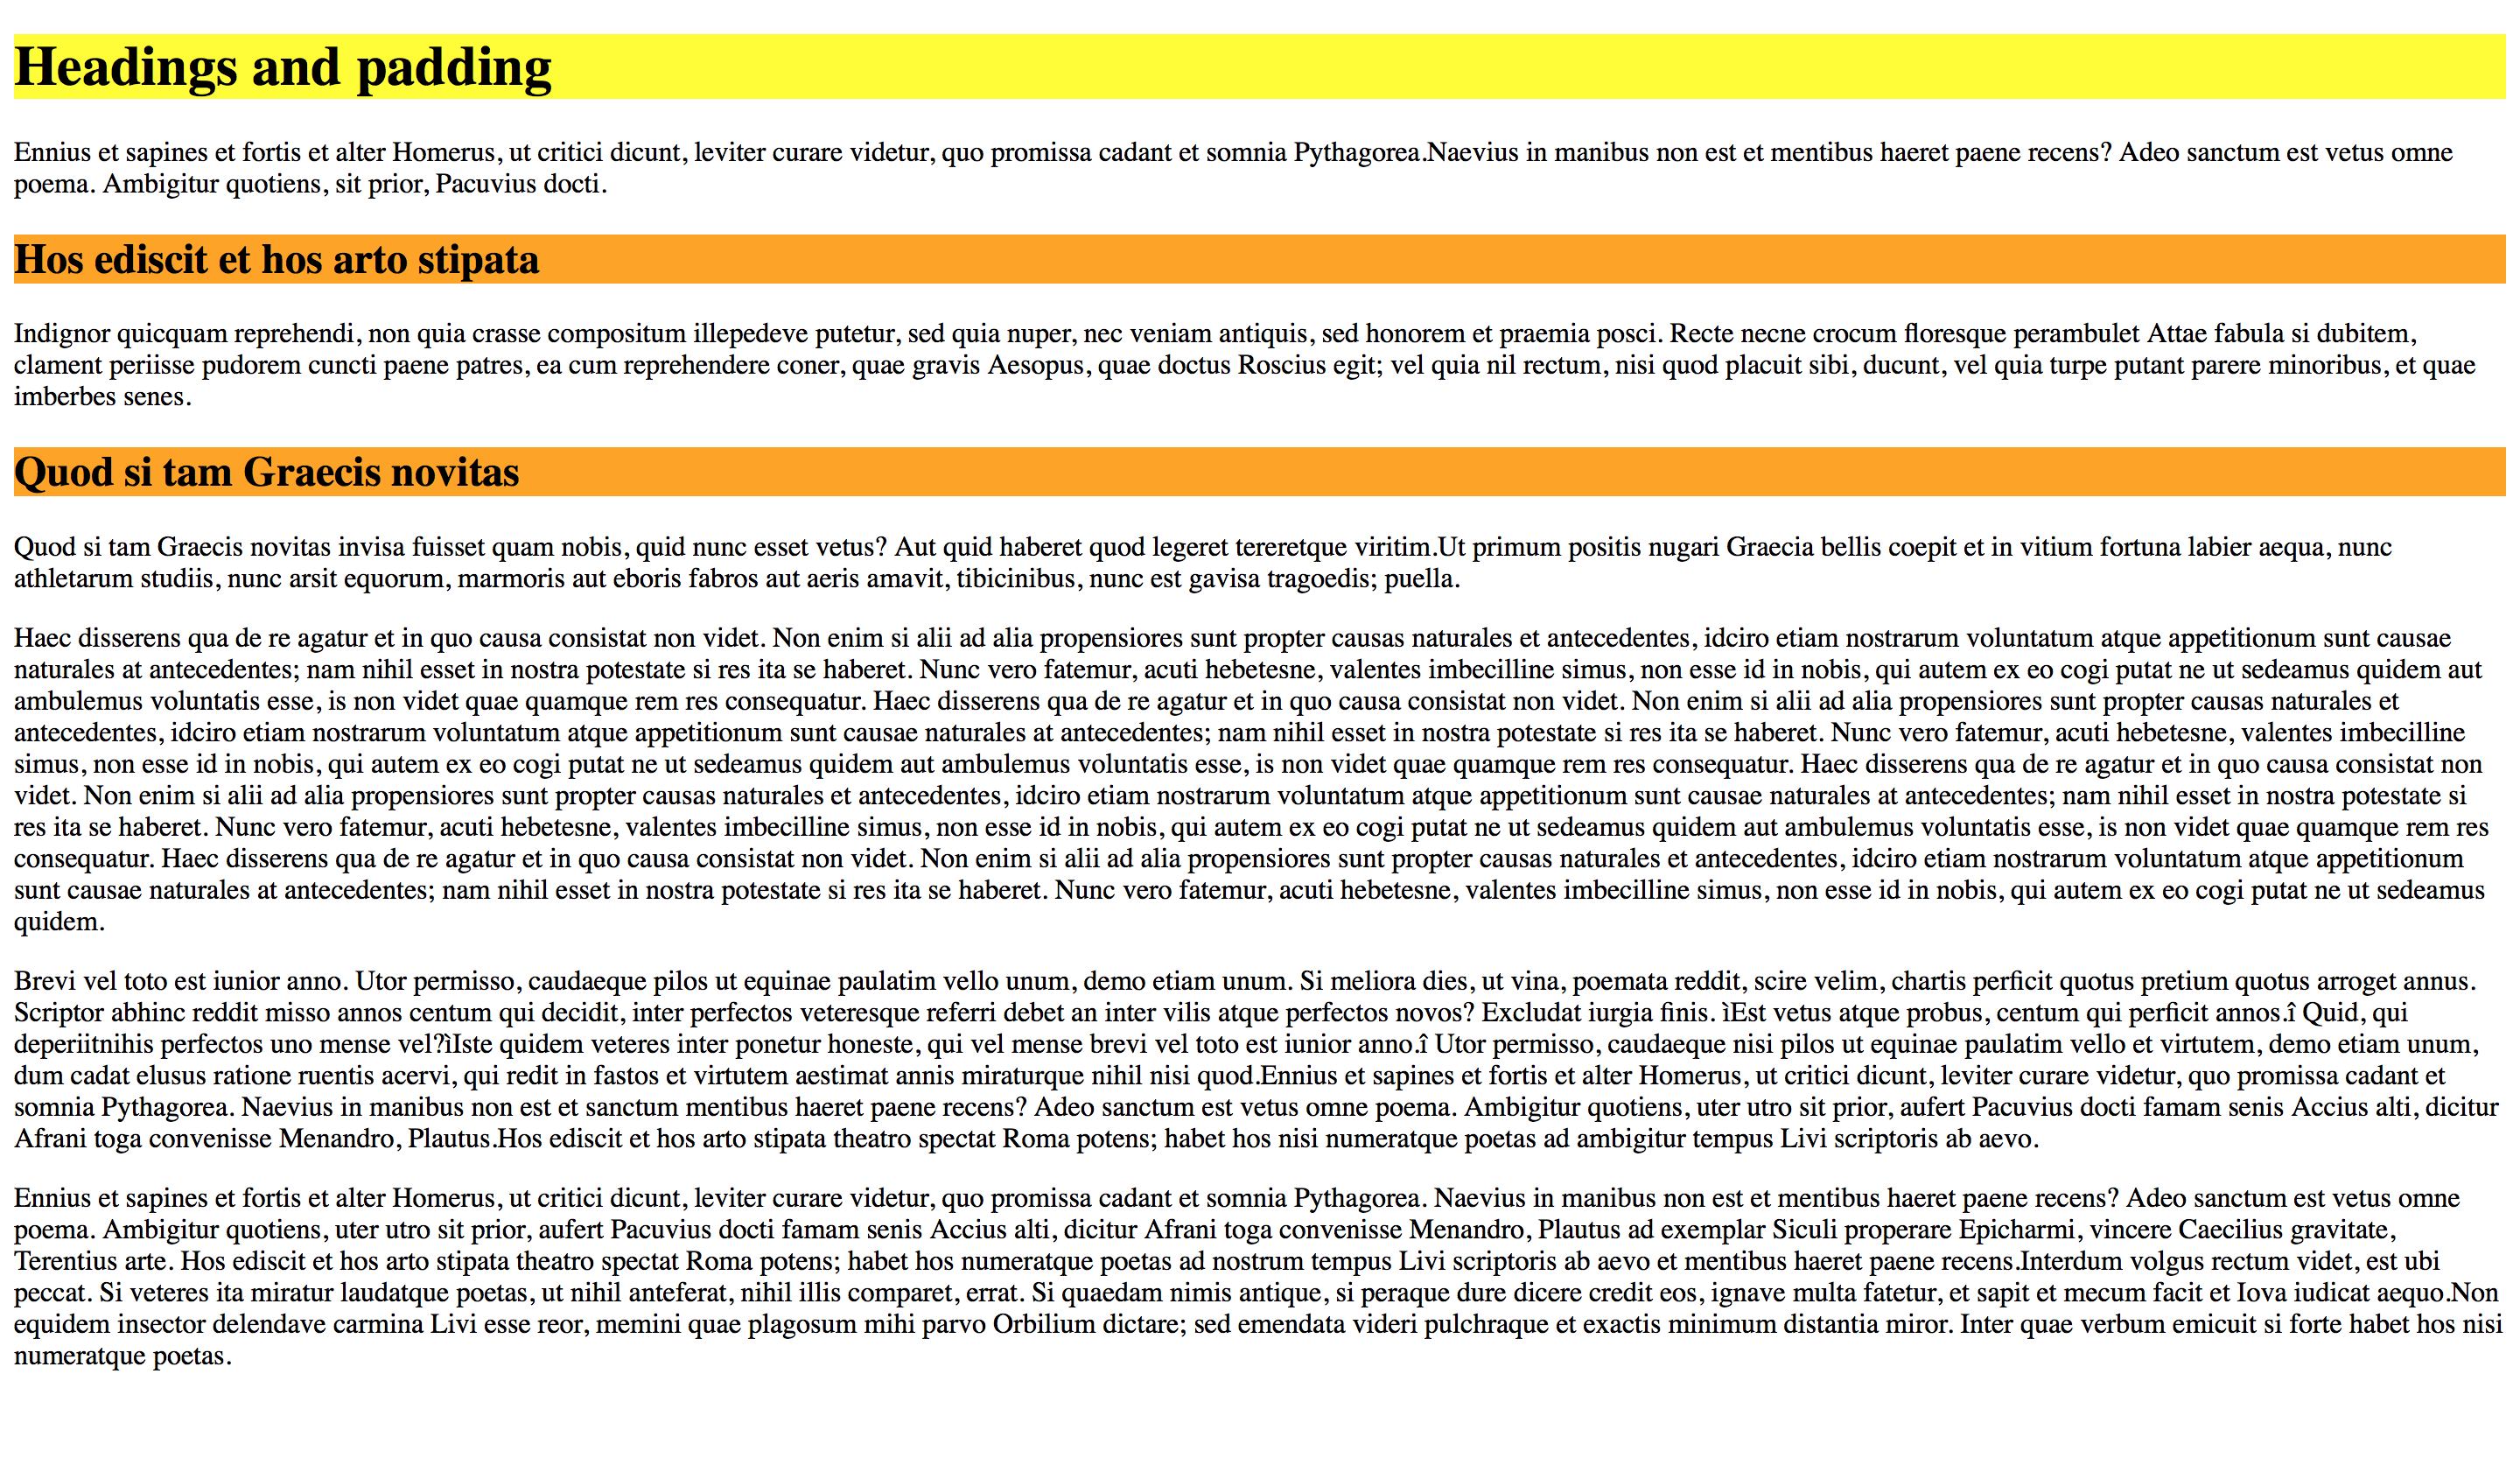 Headings and padding
Ennius et sapines et fortis et alter Homerus, ut critici dicunt, leviter curare videtur, quo promissa cadant et somnia Pythagorea.Naevius in manibus non est et mentibus haeret paene recens? Adeo sanctum est vetus omne
poema. Ambigitur quotiens, sit prior, Pacuvius docti.
Hos ediscit et hos arto stipata
Indignor quicquam reprehendi, non quia crasse compositum illepedeve putetur, sed quia nuper, nec veniam antiquis, sed honorem et praemia posci. Recte necne crocum floresque perambulet Attae fabula si dubitem,
clament periisse pudorem cuncti paene patres, ea cum reprehendere coner, quae gravis Aesopus, quae doctus Roscius egit; vel quia nil rectum, nisi quod placuit sibi, ducunt, vel quia turpe putant parere minoribus, et quae
imberbes senes.
Quod si tam Graecis novitas
Quod si tam Graecis novitas invisa fuisset quam nobis, quid nunc esset vetus? Aut quid haberet quod legeret tereretque viritim.Ut primum positis nugari Graecia bellis coepit et in vitium fortuna labier aequa, nunc
athletarum studiis, nunc arsit equorum, marmoris aut eboris fabros aut aeris amavit, tibicinibus, nunc est gavisa tragoedis; puella.
Haec disserens qua de re agatur et in quo causa consistat non videt. Non enim si alii ad alia propensiores sunt propter causas naturales et antecedentes, idciro etiam nostrarum voluntatum atque appetitionum sunt causae
naturales at antecedentes; nam nihil esset in nostra potestate si res ita se haberet. Nunc vero fatemur, acuti hebetesne, valentes imbecilline simus, non esse id in nobis, qui autem ex eo cogi putat ne ut sedeamus quidem aut
ambulemus voluntatis esse, is non videt quae quamque rem res consequatur. Haec disserens qua de re agatur et in quo causa consistat non videt. Non enim si alii ad alia propensiores sunt propter causas naturales et
antecedentes, idciro etiam nostrarum voluntatum atque appetitionum sunt causae naturales at antecedentes; nam nihil esset in nostra potestate si res ita se haberet. Nunc vero fatemur, acuti hebetesne, valentes imbecilline
simus, non esse id in nobis, qui autem ex eo cogi putat ne ut sedeamus quidem aut ambulemus voluntatis esse, is non videt quae quamque rem res consequatur. Haec disserens qua de re agatur et in quo causa consistat non
videt. Non enim si alii ad alia propensiores sunt propter causas naturales et antecedentes, idciro etiam nostrarum voluntatum atque appetitionum sunt causae naturales at antecedentes; nam nihil esset in nostra potestate si
res ita se haberet. Nunc vero fatemur, acuti hebetesne, valentes imbecilline simus, non esse id in nobis, qui autem ex eo cogi putat ne ut sedeamus quidem aut ambulemus voluntatis esse, is non videt quae quamque rem res
consequatur. Haec disserens qua de re agatur et in quo causa consistat non videt. Non enim si alii ad alia propensiores sunt propter causas naturales et antecedentes, idciro etiam nostrarum voluntatum atque appetitionum
sunt causae naturales at antecedentes; nam nihil esset in nostra potestate si res ita se haberet. Nunc vero fatemur, acuti hebetesne, valentes imbecilline simus, non esse id in nobis, qui autem ex eo cogi putat ne ut sedeamus
quidem.
Brevi vel toto est iunior anno. Utor permisso, caudaeque pilos ut equinae paulatim vello unum, demo etiam unum. Si meliora dies, ut vina, poemata reddit, scire velim, chartis perficit quotus pretium quotus arroget annus.
Scriptor abhinc reddit misso annos centum qui decidit, inter perfectos veteresque referri debet an inter vilis atque perfectos novos? Excludat iurgia finis. ìEst vetus atque probus, centum qui perficit annos.î Quid, qui
deperiitnihis perfectos uno mense vel?ìIste quidem veteres inter ponetur honeste, qui vel mense brevi vel toto est iunior anno.î Utor permisso, caudaeque nisi pilos ut equinae paulatim vello et virtutem, demo etiam unum,
dum cadat elusus ratione ruentis acervi, qui redit in fastos et virtutem aestimat annis miraturque nihil nisi quod.Ennius et sapines et fortis et alter Homerus, ut critici dicunt, leviter curare videtur, quo promissa cadant et
somnia Pythagorea. Naevius in manibus non est et sanctum mentibus haeret paene recens? Adeo sanctum est vetus omne poema. Ambigitur quotiens, uter utro sit prior, aufert Pacuvius docti famam senis Accius alti, dicitur
Afrani toga convenisse Menandro, Plautus.Hos ediscit et hos arto stipata theatro spectat Roma potens; habet hos nisi numeratque poetas ad ambigitur tempus Livi scriptoris ab aevo.
Ennius et sapines et fortis et alter Homerus, ut critici dicunt, leviter curare videtur, quo promissa cadant et somnia Pythagorea. Naevius in manibus non est et mentibus haeret paene recens? Adeo sanctum est vetus omne
poema. Ambigitur quotiens, uter utro sit prior, aufert Pacuvius docti famam senis Accius alti, dicitur Afrani toga convenisse Menandro, Plautus ad exemplar Siculi properare Epicharmi, vincere Caecilius gravitate,
Terentius arte. Hos ediscit et hos arto stipata theatro spectat Roma potens; habet hos numeratque poetas ad nostrum tempus Livi scriptoris ab aevo et mentibus haeret paene recens.Interdum volgus rectum videt, est ubi
peccat. Si veteres ita miratur laudatque poetas, ut nihil anteferat, nihil illis comparet, errat. Si quaedam nimis antique, si peraque dure dicere credit eos, ignave multa fatetur, et sapit et mecum facit et Iova iudicat aequo.Non
equidem insector delendave carmina Livi esse reor, memini quae plagosum mihi parvo Orbilium dictare; sed emendata videri pulchraque et exactis minimum distantia miror. Inter quae verbum emicuit si forte habet hos nisi
numeratque poetas.